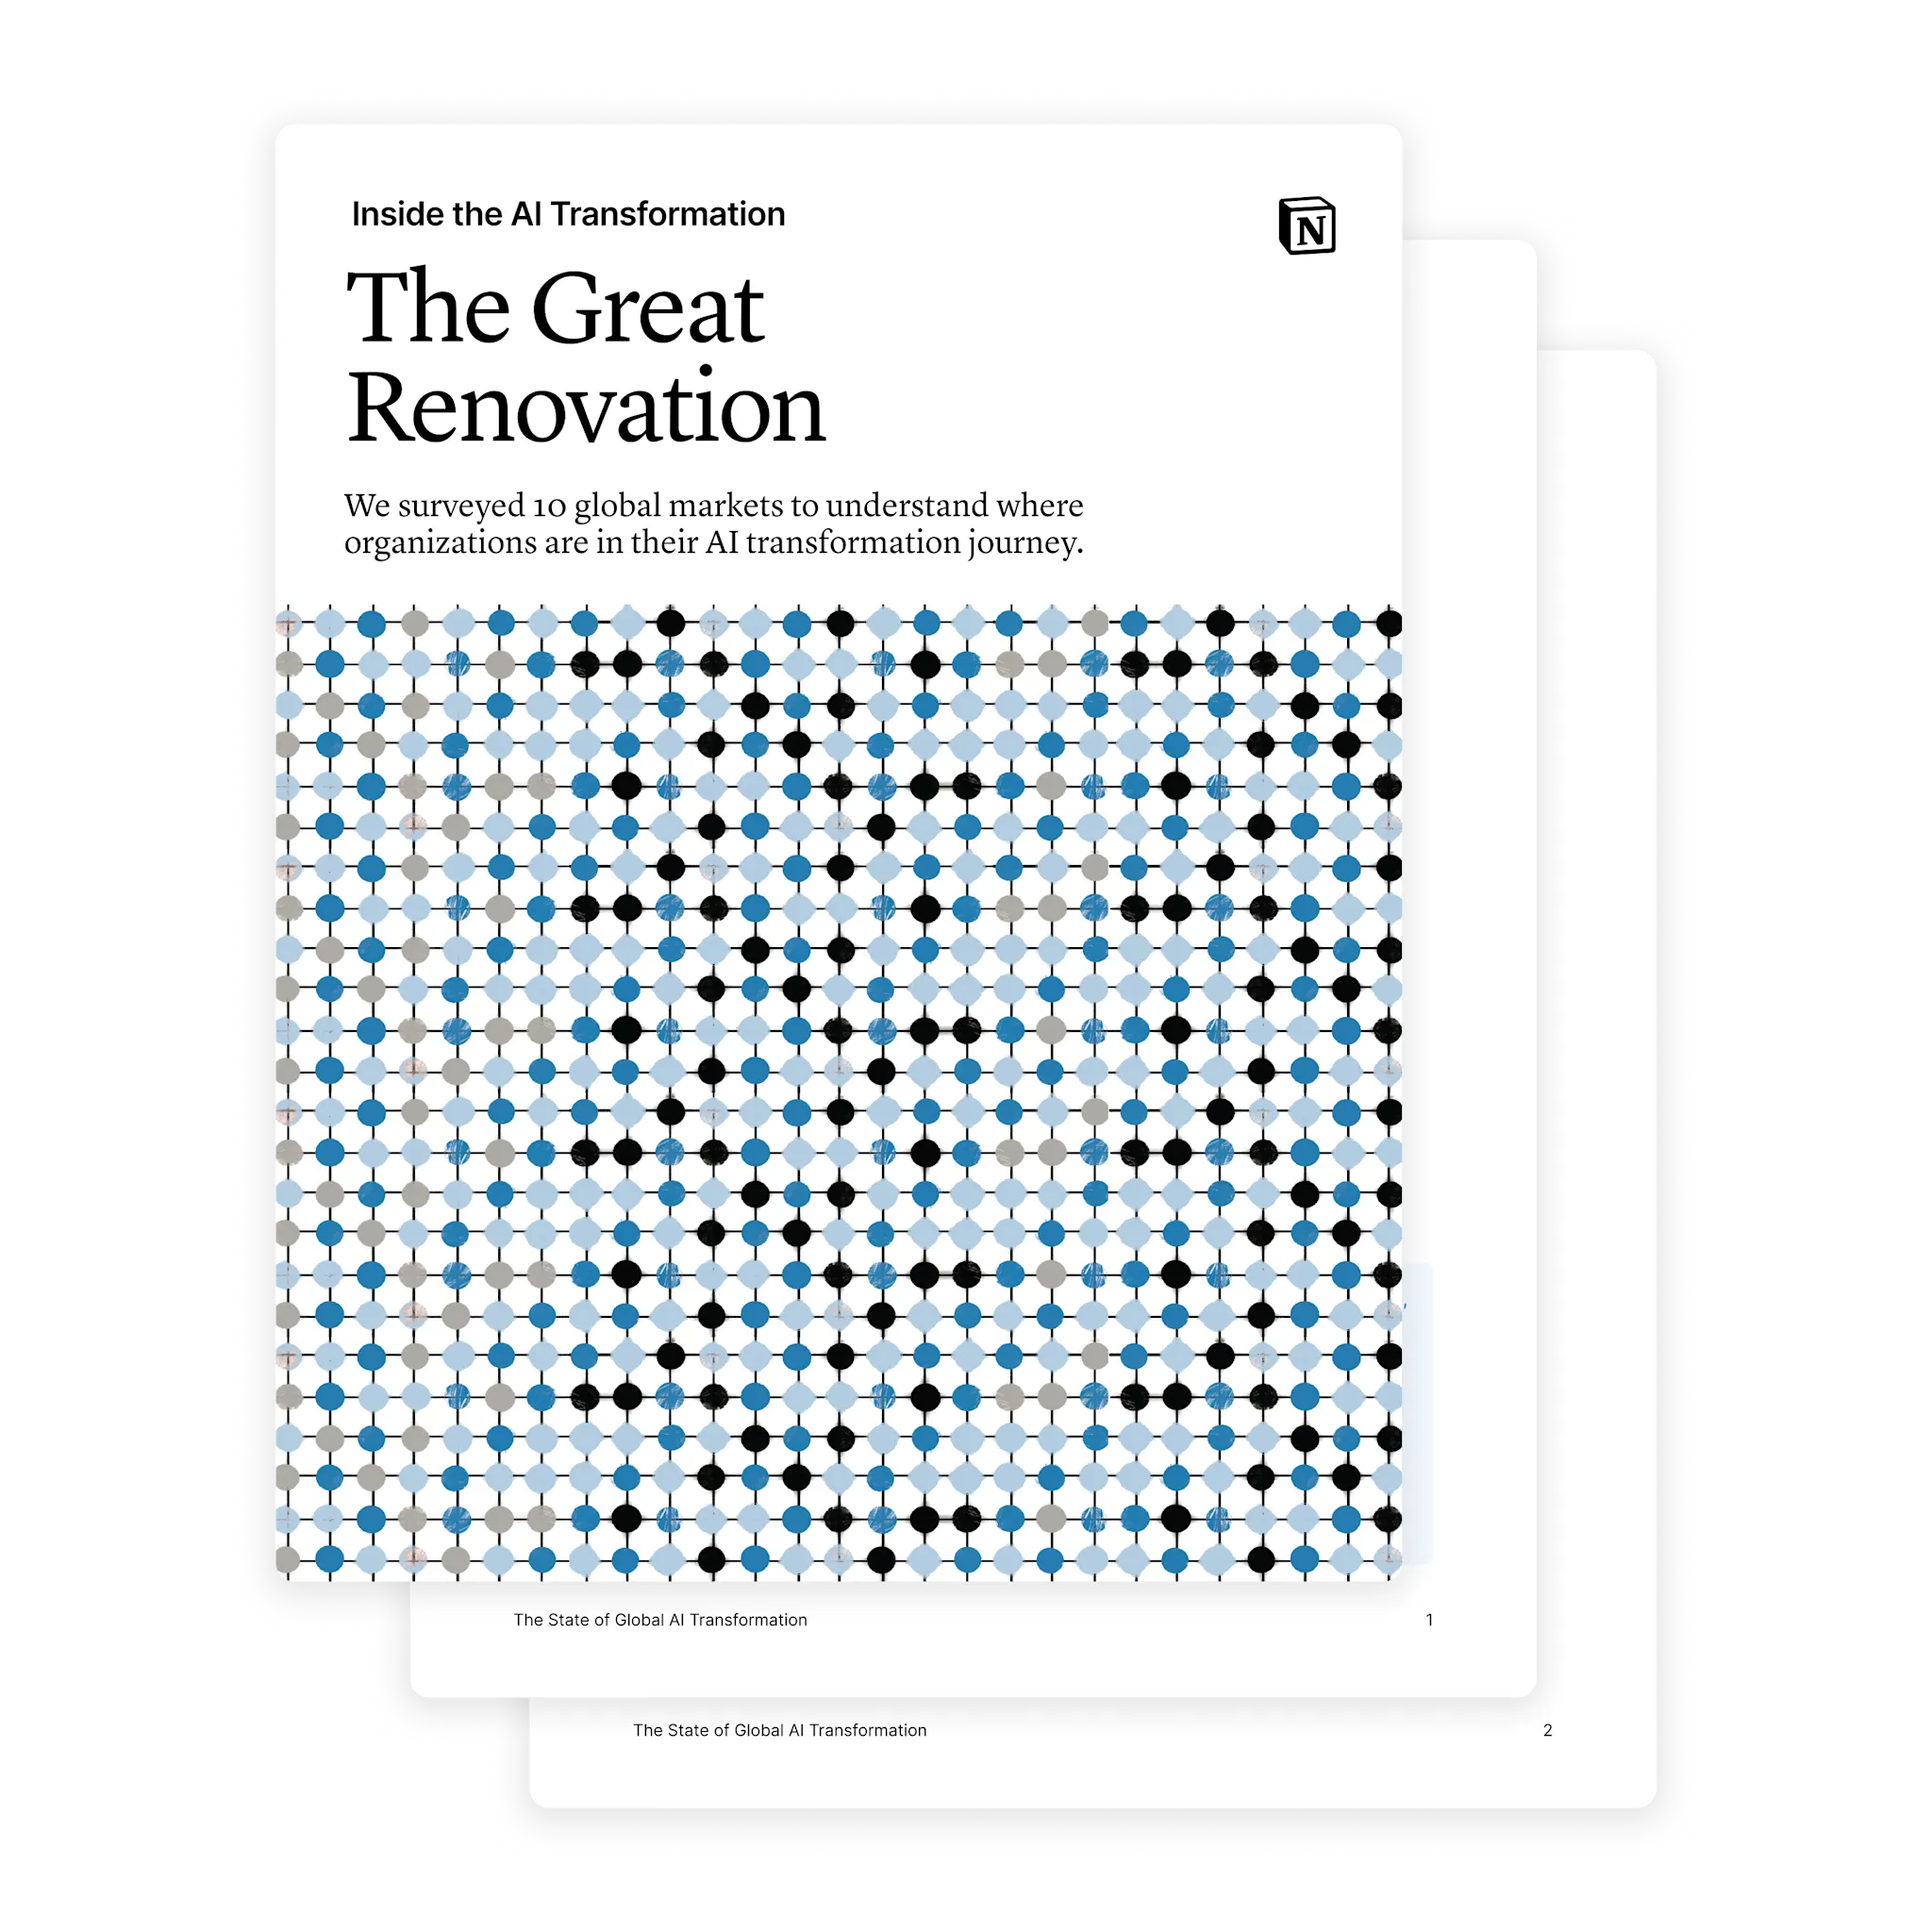 Inside the AI Transformation
N
The Great
Renovation
We surveyed 10 global markets to understand where
organizations are in their AI transformation journey.
The State of Global AI Transformation
1
The State of Global AI Transformation
2